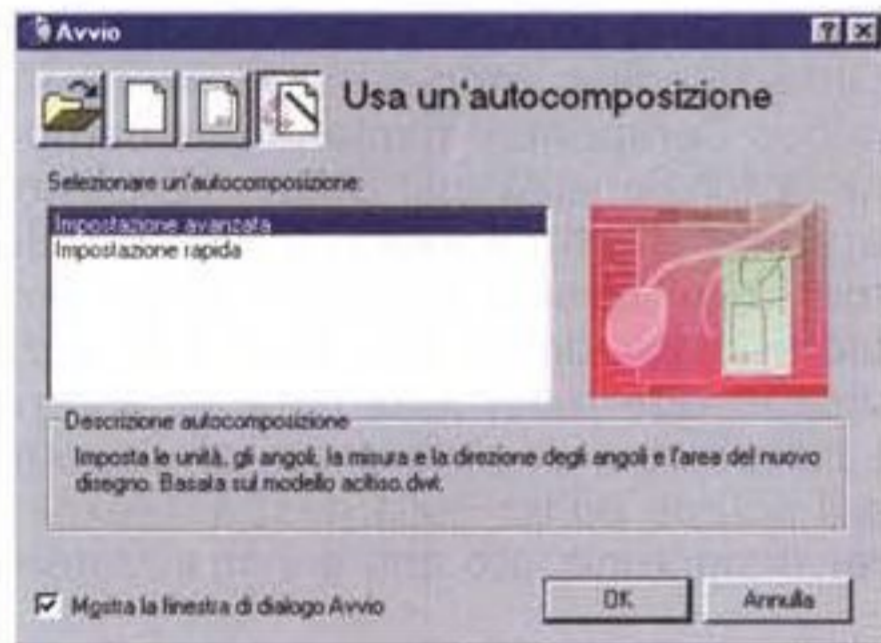 Avvio
Usa un'autocomposizione
Selezionare un'autocomposizione:
Impostazione avanzata
Impostazione rapida
Descrizione autocomposizione
Imposta le unità, gli angoli, la misura e la direzione degli angoli e l'area del nuovo
disegno. Basata sul modello acltiso.dwt.
Mostra la finestra di dialogo Avvio
OK
Annulla